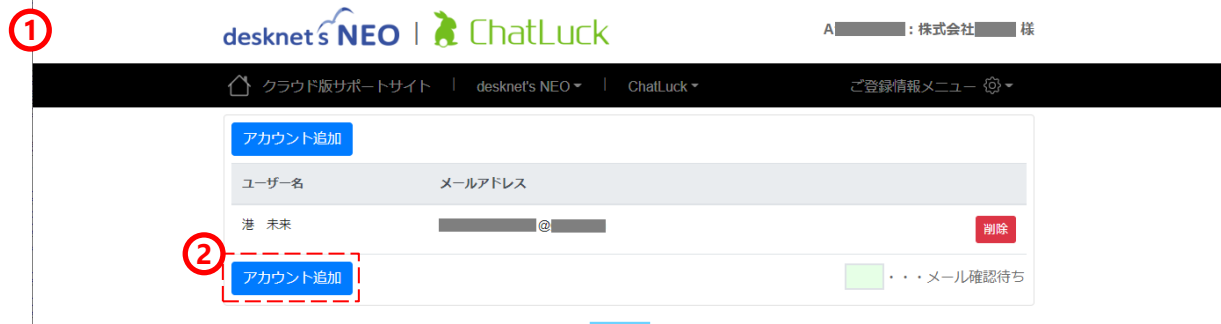 ①
desknet's NEO | ChatLuck
A : 株式会社 様
クラウド版サポートサイト | desknet's NEO | ChatLuck ご登録情報メニュー
アカウント追加
ユーザー名 メールアドレス
港 未来 @ 削除
②
アカウント追加 ・・・メール確認待ち